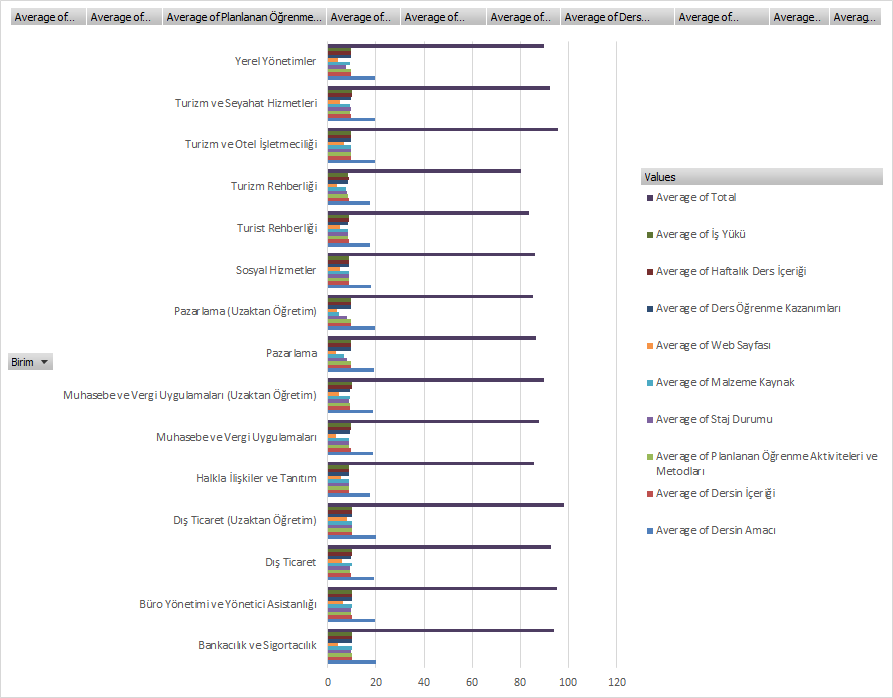 Average of...
Average of...
Average of Planlanan Öğrenme...
Average of...
Average of...
Average of...
Average of Ders...
Average of...
Average...
Averag...
Yerel Yönetimler
Turizm ve Seyahat Hizmetleri
Turizm ve Otel İşletmeciliği
Turizm Rehberliği
Turist Rehberliği
Sosyal Hizmetler
Pazarlama (Uzaktan Öğretim)
Pazarlama
Muhasebe ve Vergi Uygulamaları (Uzaktan Öğretim)
Muhasebe ve Vergi Uygulamaları
Halkla İlişkiler ve Tanıtım
Dış Ticaret (Uzaktan Öğretim)
Dış Ticaret
Büro Yönetimi ve Yönetici Asistanlığı
Bankacılık ve Sigortacılık
Birim
0 20 40 60 80 100 120
Values
Average of Total
Average of İş Yükü
Average of Haftalık Ders İçeriği
Average of Ders Öğrenme Kazanımları
Average of Web Sayfası
Average of Malzeme Kaynak
Average of Staj Durumu
Average of Planlanan Öğrenme Aktiviteleri ve
Metodları
Average of Dersin İçeriği
Average of Dersin Amacı